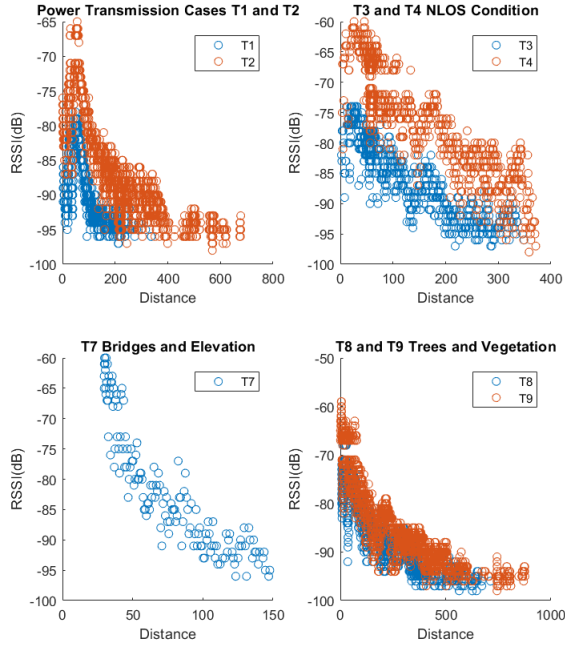 Power Transmission Cases T1 and T2
-60
-65
-70
-75
-80
-85
-90
-95
-100
RSSI(dB)
0
200
400
600
800
Distance
T1
T2
T3 and T4 NLOS Condition
-60
-65
-70
-75
-80
-85
-90
-95
-100
RSSI(dB)
0
100
200
300
400
Distance
T3
T4
T7 Bridges and Elevation
-60
-65
-70
-75
-80
-85
-90
-95
-100
RSSI(dB)
0
50
100
150
Distance
T7
T8 and T9 Trees and Vegetation
-50
-60
-70
-80
-90
-100
RSSI(dB)
0
500
1000
Distance
T8
T9